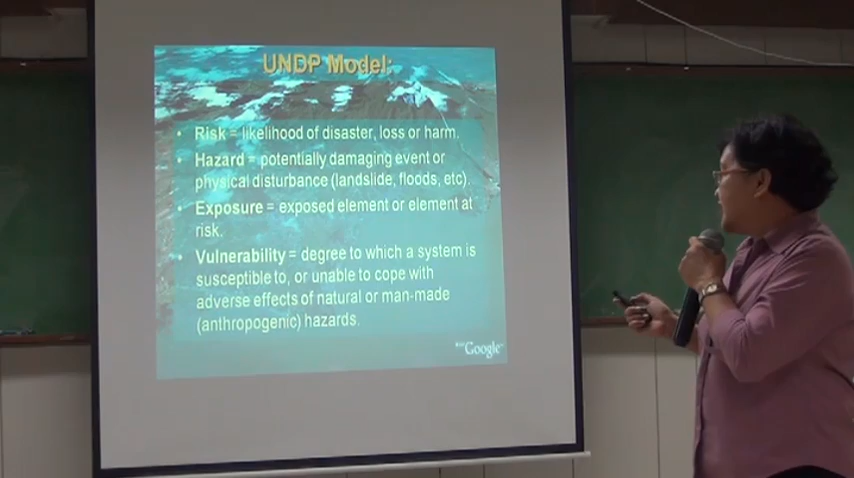 UNDP Model:
• Risk = likelihood of disaster, loss or harm.
• Hazard = potentially damaging event or
physical disturbance (landslide, floods, etc).
• Exposure = exposed element or element at
risk.
• Vulnerability = degree to which a system is
susceptible to, or unable to cope with
adverse effects of natural or man-made
(anthropogenic) hazards.
Google